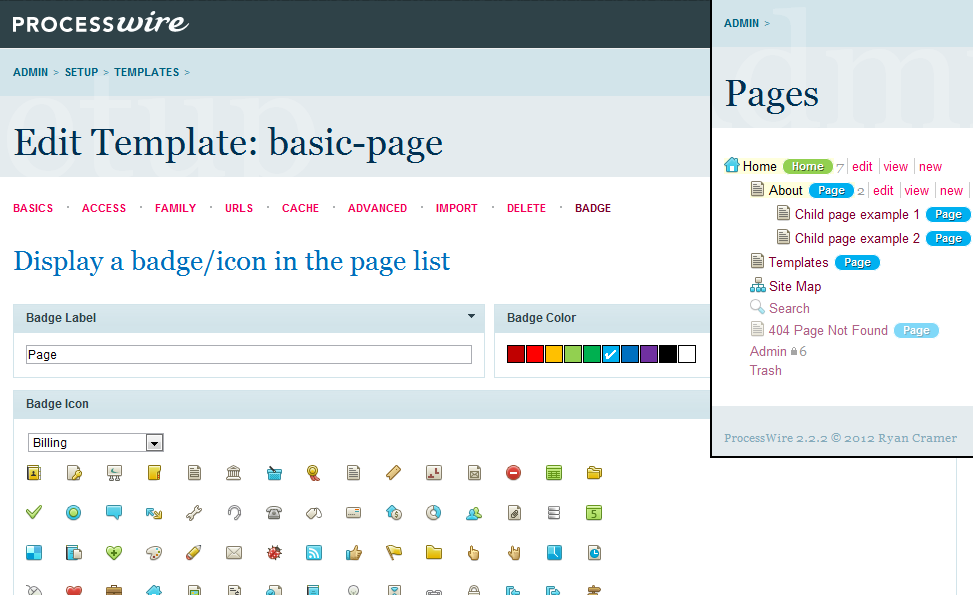 PROCESSwire
ADMIN > SETUP > TEMPLATES >
Edit Template: basic-page
BASICS · ACCESS · FAMILY · URLS · CACHE · ADVANCED · IMPORT · DELETE · BADGE
Display a badge/icon in the page list
Badge Label
Page
Badge Color
Badge Icon
Billing
5
ADMIN >
Pages
Home Home 7 edit view new
About Page 2 edit view new
Child page example 1 Page
Child page example 2 Page
Templates Page
Site Map
Search
404 Page Not Found Page
Admin 6
Trash
ProcessWire 2.2.2 © 2012 Ryan Cramer